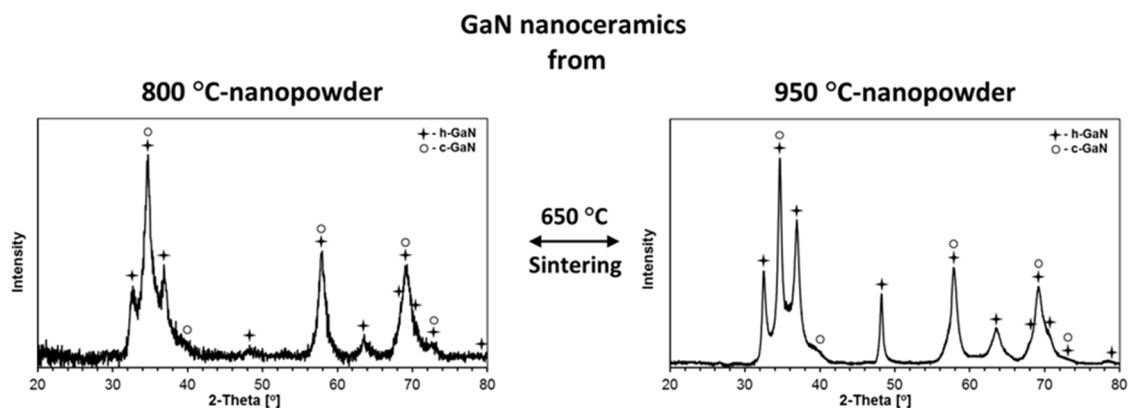 GaN nanoceramics
from
800 °C-nanopowder
950 °C-nanopowder
- h-GaN
- c-GaN
Intensity
20 30 40 50 60 70 80
2-Theta [°]
650 °C
Sintering
- h-GaN
- c-GaN
Intensity
20 30 40 50 60 70 80
2-Theta [°]